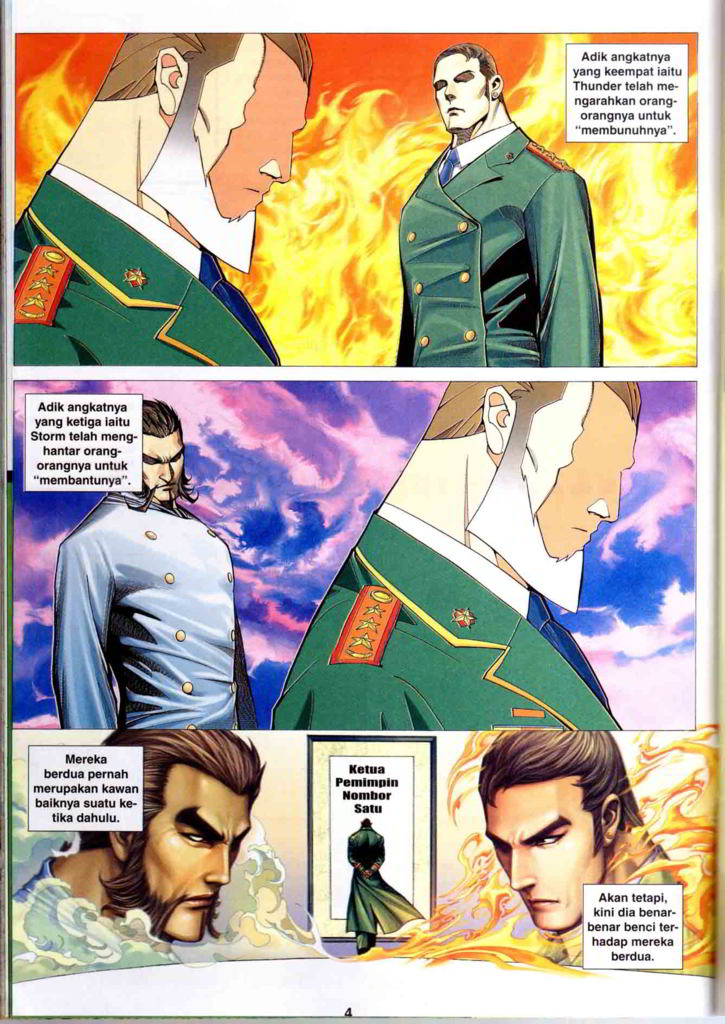 Adik angkatnya
yang keempat iaitu
Thunder telah me-
ngarahkan orang-
orangnya untuk
“membunuhnya”.
Adik angkatnya
yang ketiga iaitu
Storm telah meng-
hantar orang-
orangnya untuk
“membantunya”.
Mereka
berdua pernah
merupakan kawan
baiknya suatu ke-
tika dahulu.
Ketua
Pemimpin
Nombor
Satu
Akan tetapi,
kini dia benar-
benar benci ter-
hadap mereka
berdua.
4